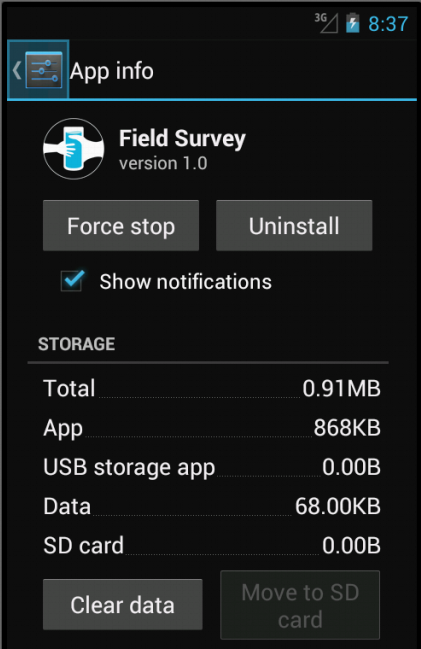 3G 8:37
App info
Field Survey
version 1.0
Force stop Uninstall
Show notifications
STORAGE
Total 0.91MB
App 868KB
USB storage app 0.00B
Data 68.00KB
SD card 0.00B
Clear data Move to SD
card